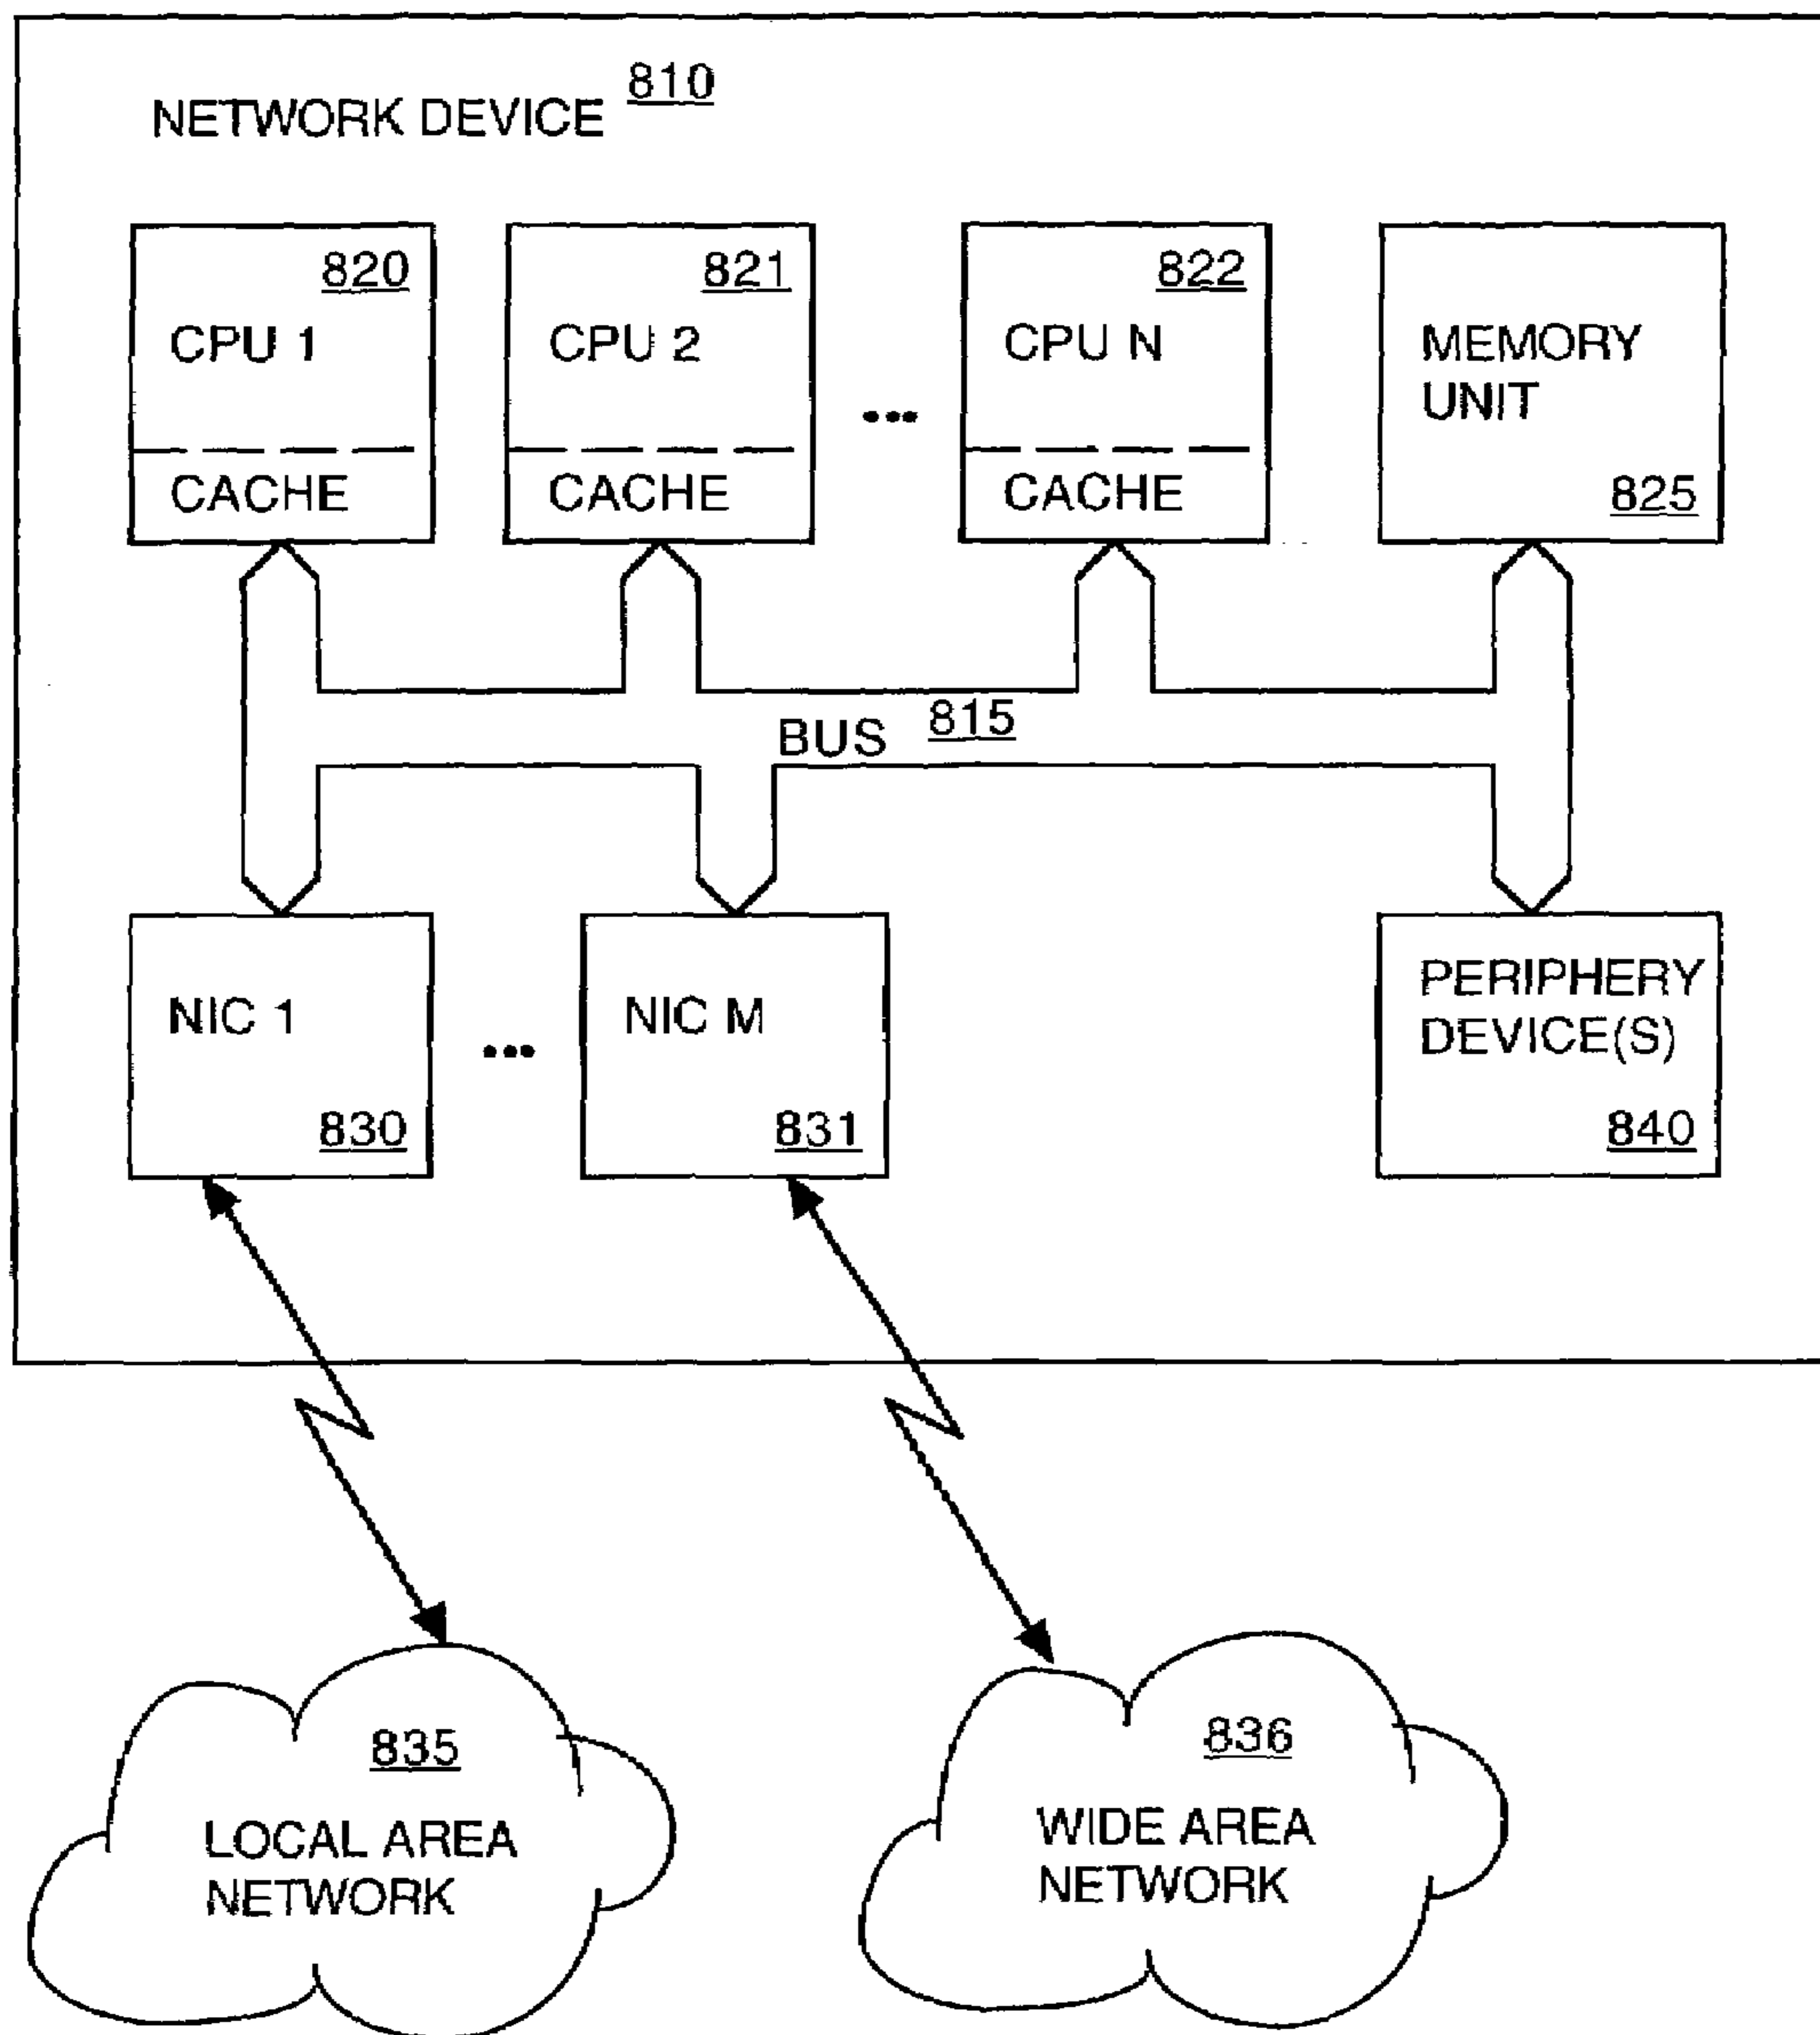 NETWORK DEVICE 810
820
CPU 1
CACHE
821
CPU 2
CACHE
...
822
CPU N
CACHE
MEMORY
UNIT
825
BUS 815
NIC 1
830
...
NIC M
831
PERIPHERY
DEVICE(S)
840
835
LOCAL AREA
NETWORK
836
WIDE AREA
NETWORK